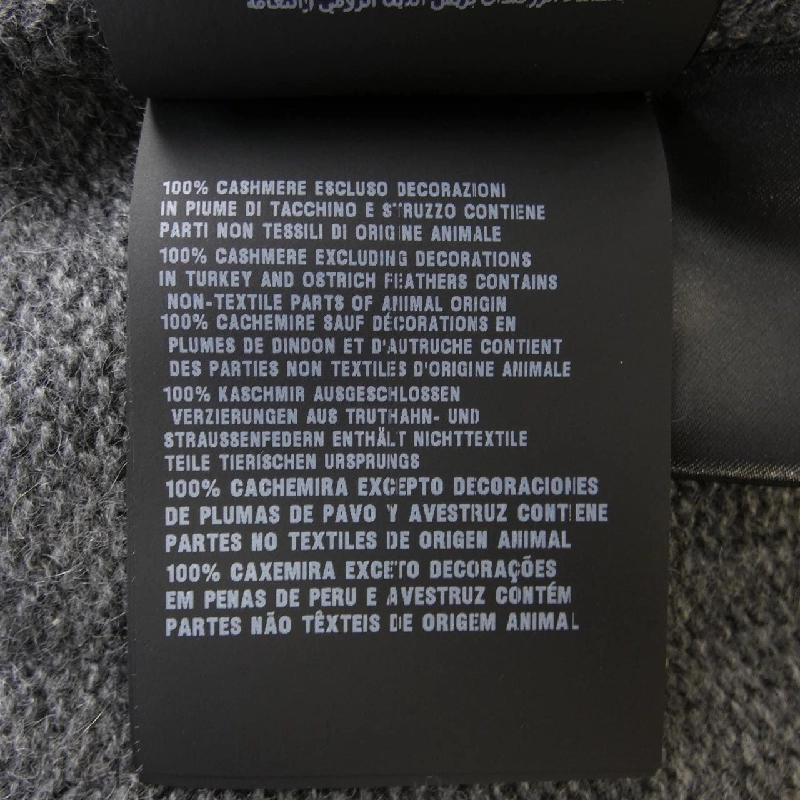 100% CASHMERE ESCLUSO DECORAZIONI
IN PIUME DI TACCHINO E STRUZZO CONTIENE
PARTI NON TESSILI DI ORIGINE ANIMALE
100% CASHMERE EXCLUDING DECORATIONS
IN TURKEY AND OSTRICH FEATHERS CONTAINS
NON-TEXTILE PARTS OF ANIMAL ORIGIN
100% CACHEMIRE SAUF DÉCORATIONS EN
PLUMES DE DINDON ET D'AUTRUCHE CONTIENT
DES PARTIES NON TEXTILES D'ORIGINE ANIMALE
100% KASCHMIR AUSGESCHLOSSEN
VERZIERUNGEN AUS TRUTHAHN- UND
STRAUSSENFEDERN ENTHÄLT NICHTTEXTILE
TEILE TIERISCHEN URSPRUNGS
100% CACHEMIRA EXCEPTO DECORACIONES
DE PLUMAS DE PAVO Y AVESTRUZ CONTIENE
PARTES NO TEXTILES DE ORIGEN ANIMAL
100% CAXEMIRA EXCETO DECORAÇÕES
EM PENAS DE PERU E AVESTRUZ CONTÉM
PARTES NÃO TÊXTEIS DE ORIGEM ANIMAL